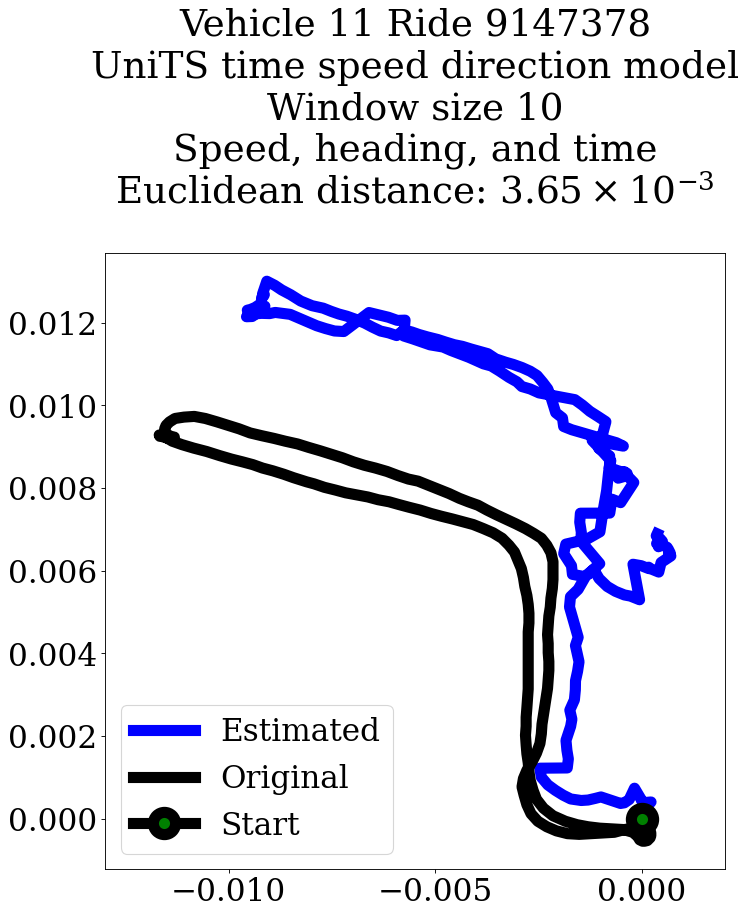 Vehicle 11 Ride 9147378
UniTS time speed direction model
Window size 10
Speed, heading, and time
Euclidean distance: 3.65 × 10⁻³
0.012
0.010
0.008
0.006
0.004
0.002
0.000
Estimated
Original
Start
−0.010 −0.005 0.000